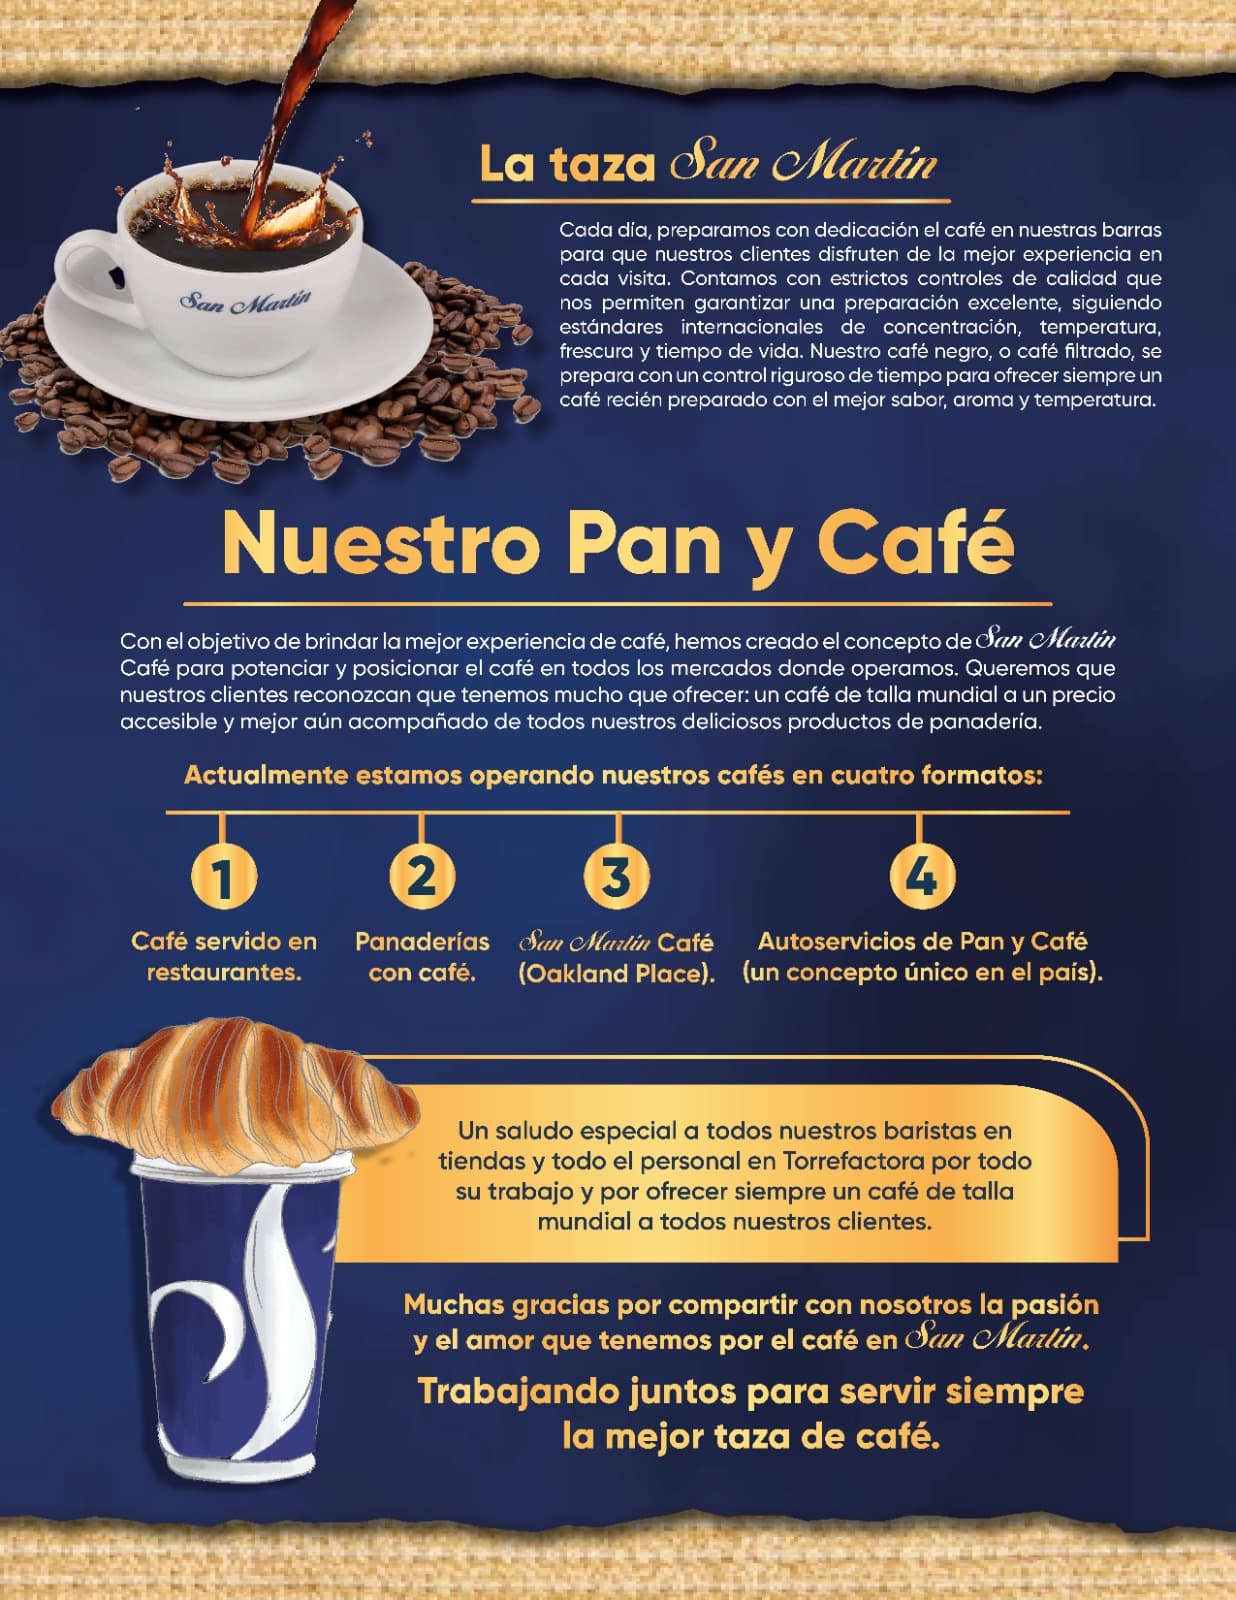 La taza San Martín
San Martín
Cada día, preparamos con dedicación el café en nuestras barras
para que nuestros clientes disfruten de la mejor experiencia en
cada visita. Contamos con estrictos controles de calidad que
nos permiten garantizar una preparación excelente, siguiendo
estándares internacionales de concentración, temperatura,
frescura y tiempo de vida. Nuestro café negro, o café filtrado, se
prepara con un control riguroso de tiempo para ofrecer siempre un
café recién preparado con el mejor sabor, aroma y temperatura.
Nuestro Pan y Café
Con el objetivo de brindar la mejor experiencia de café, hemos creado el concepto de San Martín
Café para potenciar y posicionar el café en todos los mercados donde operamos. Queremos que
nuestros clientes reconozcan que tenemos mucho que ofrecer: un café de talla mundial a un precio
accesible y mejor aún acompañado de todos nuestros deliciosos productos de panadería.
Actualmente estamos operando nuestros cafés en cuatro formatos:
1
Café servido en
restaurantes.
2
Panaderías
con café.
3
San Martín Café
(Oakland Place).
4
Autoservicios de Pan y Café
(un concepto único en el país).
Un saludo especial a todos nuestros baristas en
tiendas y todo el personal en Torrefactora por todo
su trabajo y por ofrecer siempre un café de talla
mundial a todos nuestros clientes.
Muchas gracias por compartir con nosotros la pasión
y el amor que tenemos por el café en San Martín.
Trabajando juntos para servir siempre
la mejor taza de café.